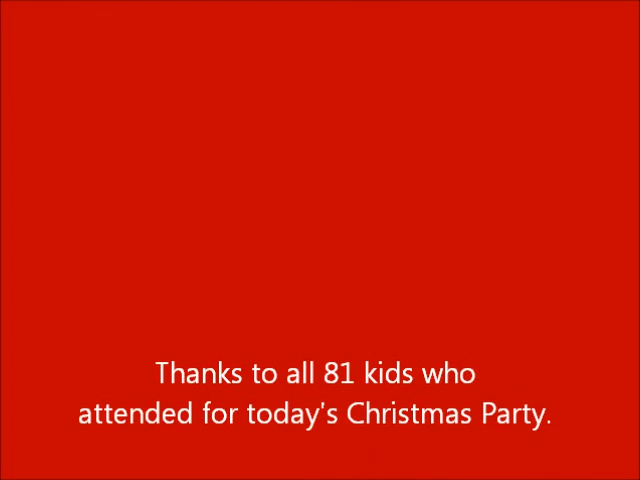 Thanks to all 81 kids who
attended for today's Christmas Party.